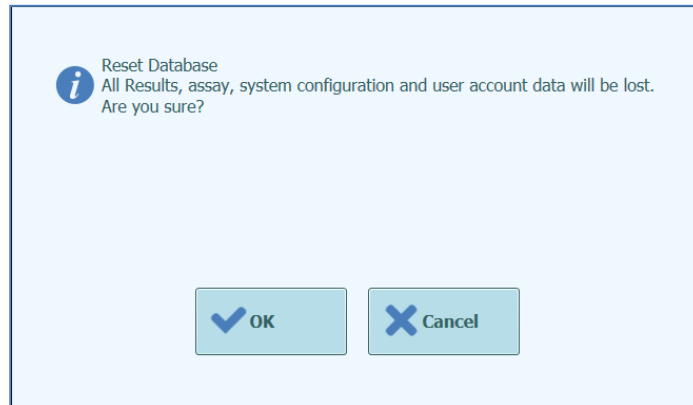 Reset Database
All Results, assay, system configuration and user account data will be lost.
Are you sure?
OK
Cancel